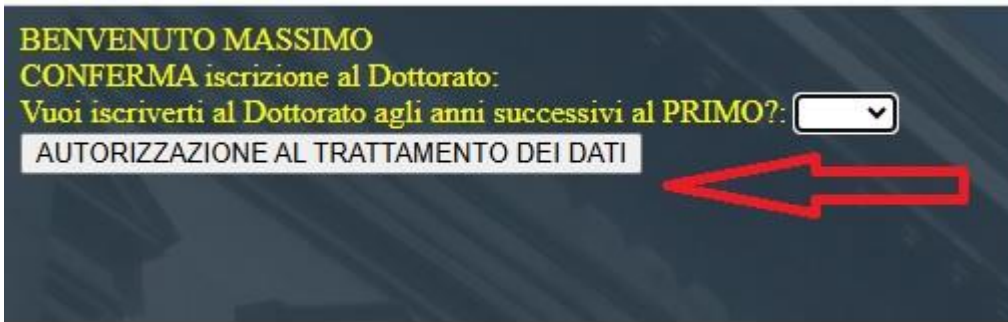 BENVENUTO MASSIMO
CONFERMA iscrizione al Dottorato:
Vuoi iscriverti al Dottorato agli anni successivi al PRIMO?:
AUTORIZZAZIONE AL TRATTAMENTO DEI DATI